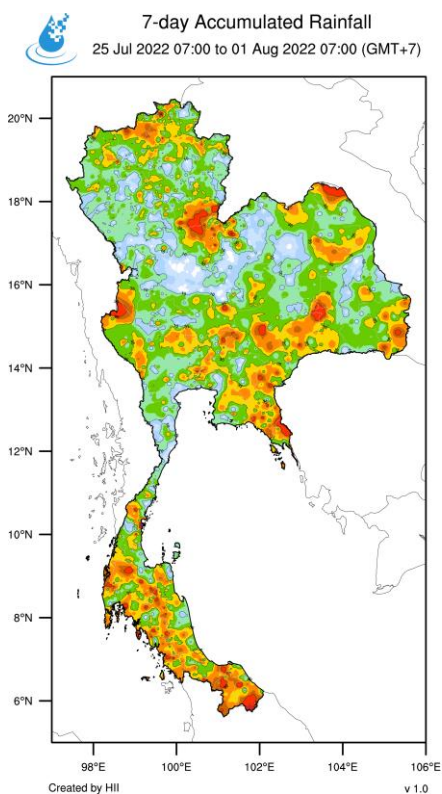 7-day Accumulated Rainfall
25 Jul 2022 07:00 to 01 Aug 2022 07:00 (GMT+7)
20°N
18°N
16°N
14°N
12°N
10°N
8°N
6°N
98°E 100°E 102°E 104°E 106°E
Created by HII v 1.0